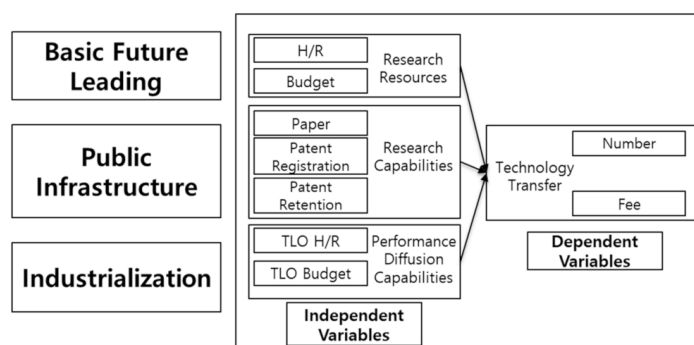 Basic Future
Leading
Public
Infrastructure
Industrialization
H/R
Budget
Research
Resources
Paper
Patent
Registration
Patent
Retention
Research
Capabilities
TLO H/R
TLO Budget
Performance
Diffusion
Capabilities
Independent
Variables
Technology
Transfer
Number
Fee
Dependent
Variables